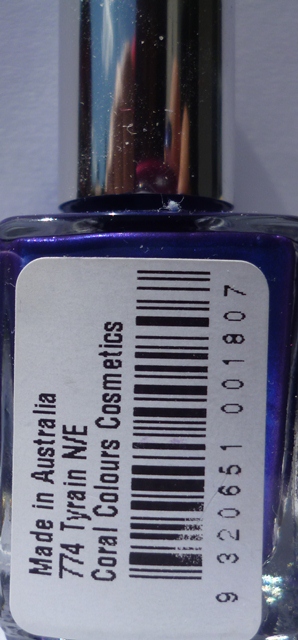 Made in Australia
774 Tyrain N/E
Coral Colours Cosmetics
9 320651 001807